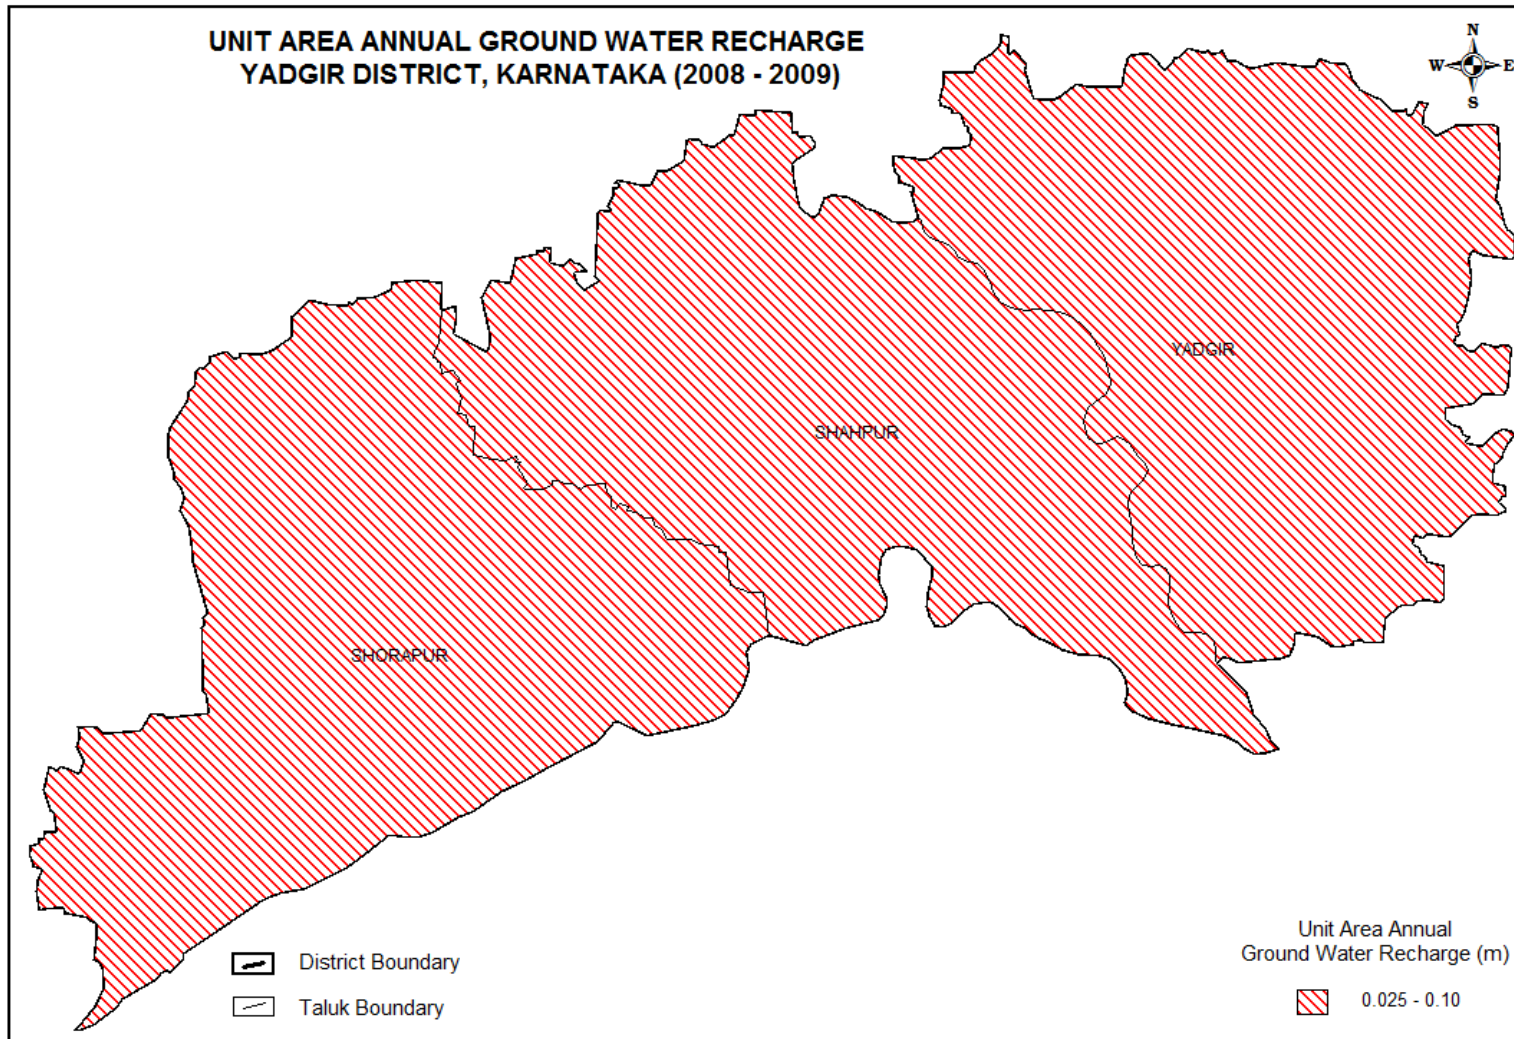 UNIT AREA ANNUAL GROUND WATER RECHARGE
YADGIR DISTRICT, KARNATAKA (2008 - 2009)
N
W E
S
YADGIR
SHAHPUR
SHORAPUR
District Boundary
Taluk Boundary
Unit Area Annual
Ground Water Recharge (m)
0.025 - 0.10